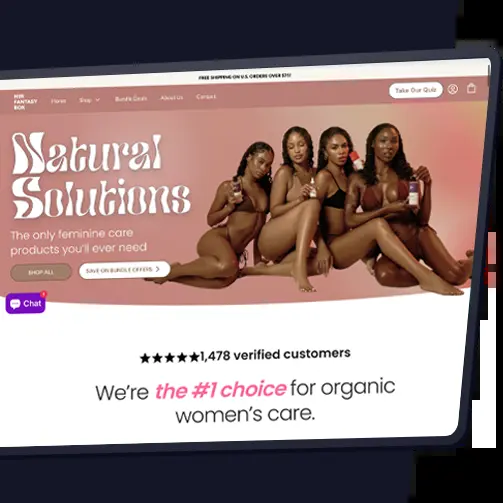 FREE SHIPPING ON U.S. ORDERS OVER $70!
HER
FANTASY
BOX
Home
Shop
Bundle Deals
About Us
Contact
Take Our Quiz
Natural
Solutions
The only feminine care
products you'll ever need
SHOP ALL
SAVE ON BUNDLE OFFERS
Chat
★★★★★1,478 verified customers
We're the #1 choice for organic
women's care.